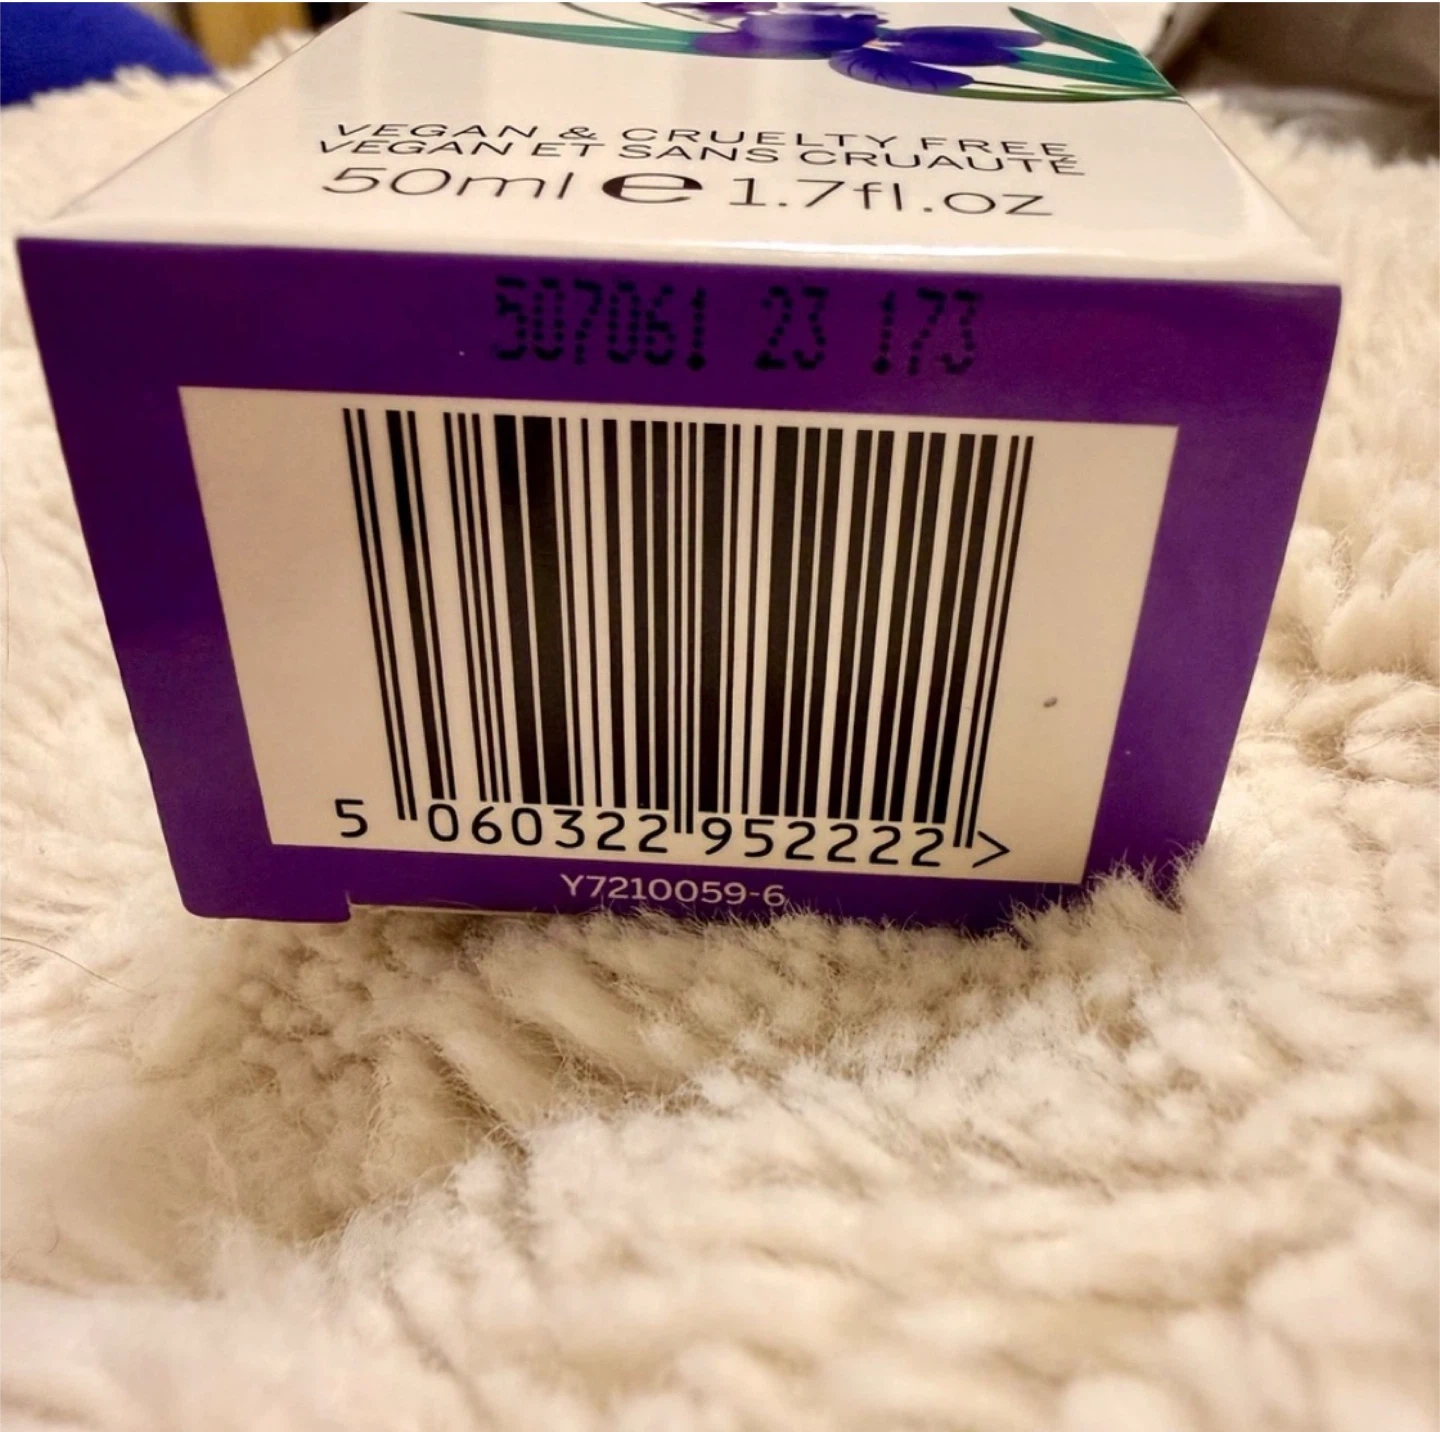 VEGAN & CRUELTY FREE
VEGAN ET SANS CRUAUTÉ
50ml e 1.7fl.oz
507061 23 173
5 060322 952222 >
Y7210059-6